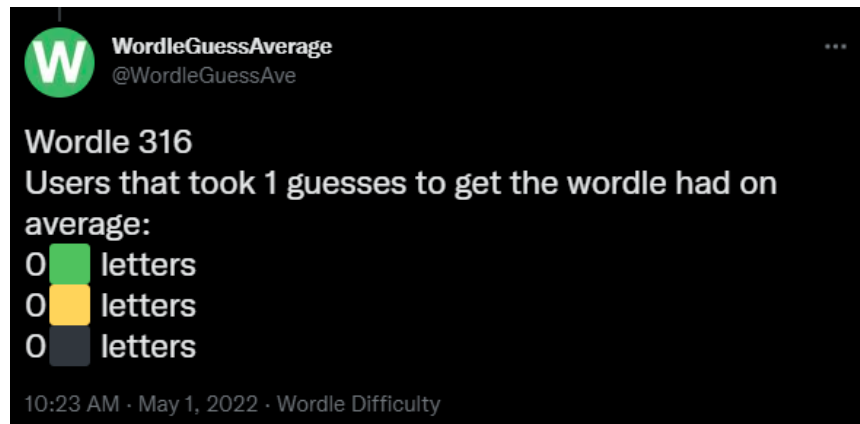 W
WordleGuessAverage
@WordleGuessAve
Wordle 316
Users that took 1 guesses to get the wordle had on
average:
0🟩 letters
0🟨 letters
0⬛ letters
10:23 AM · May 1, 2022 · Wordle Difficulty